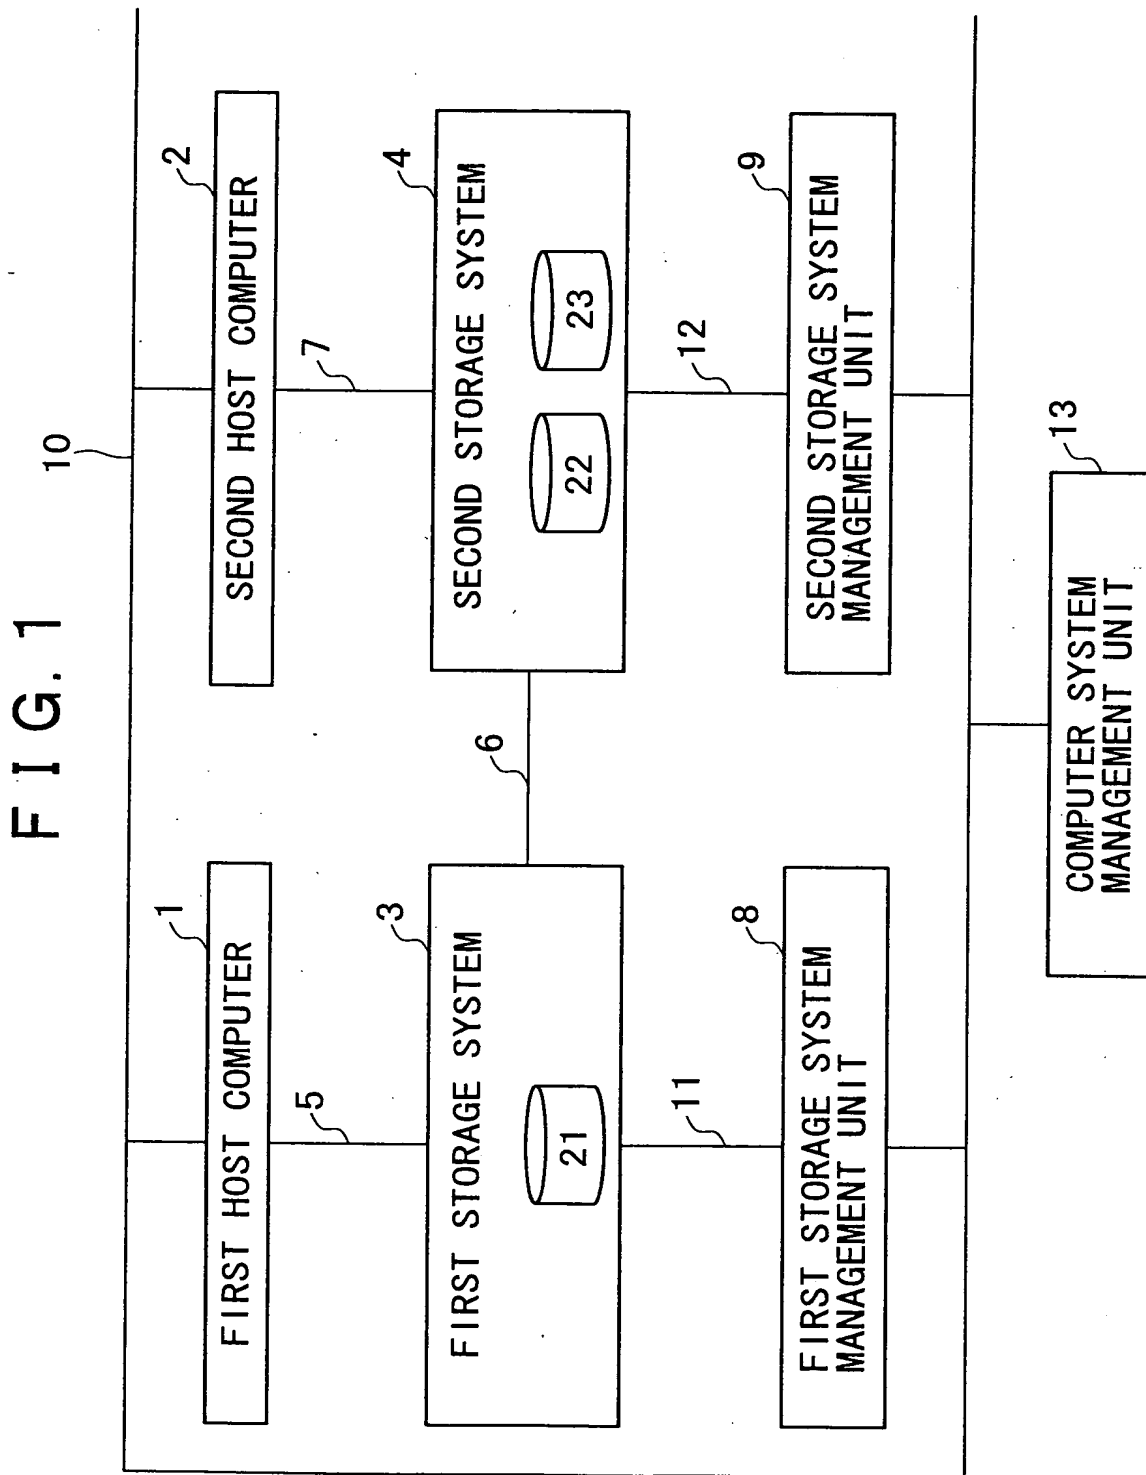 FIG. 1
10
1
FIRST HOST COMPUTER
2
SECOND HOST COMPUTER
5
7
3
FIRST STORAGE SYSTEM
21
6
4
SECOND STORAGE SYSTEM
22
23
11
12
8
FIRST STORAGE SYSTEM
MANAGEMENT UNIT
9
SECOND STORAGE SYSTEM
MANAGEMENT UNIT
13
COMPUTER SYSTEM
MANAGEMENT UNIT